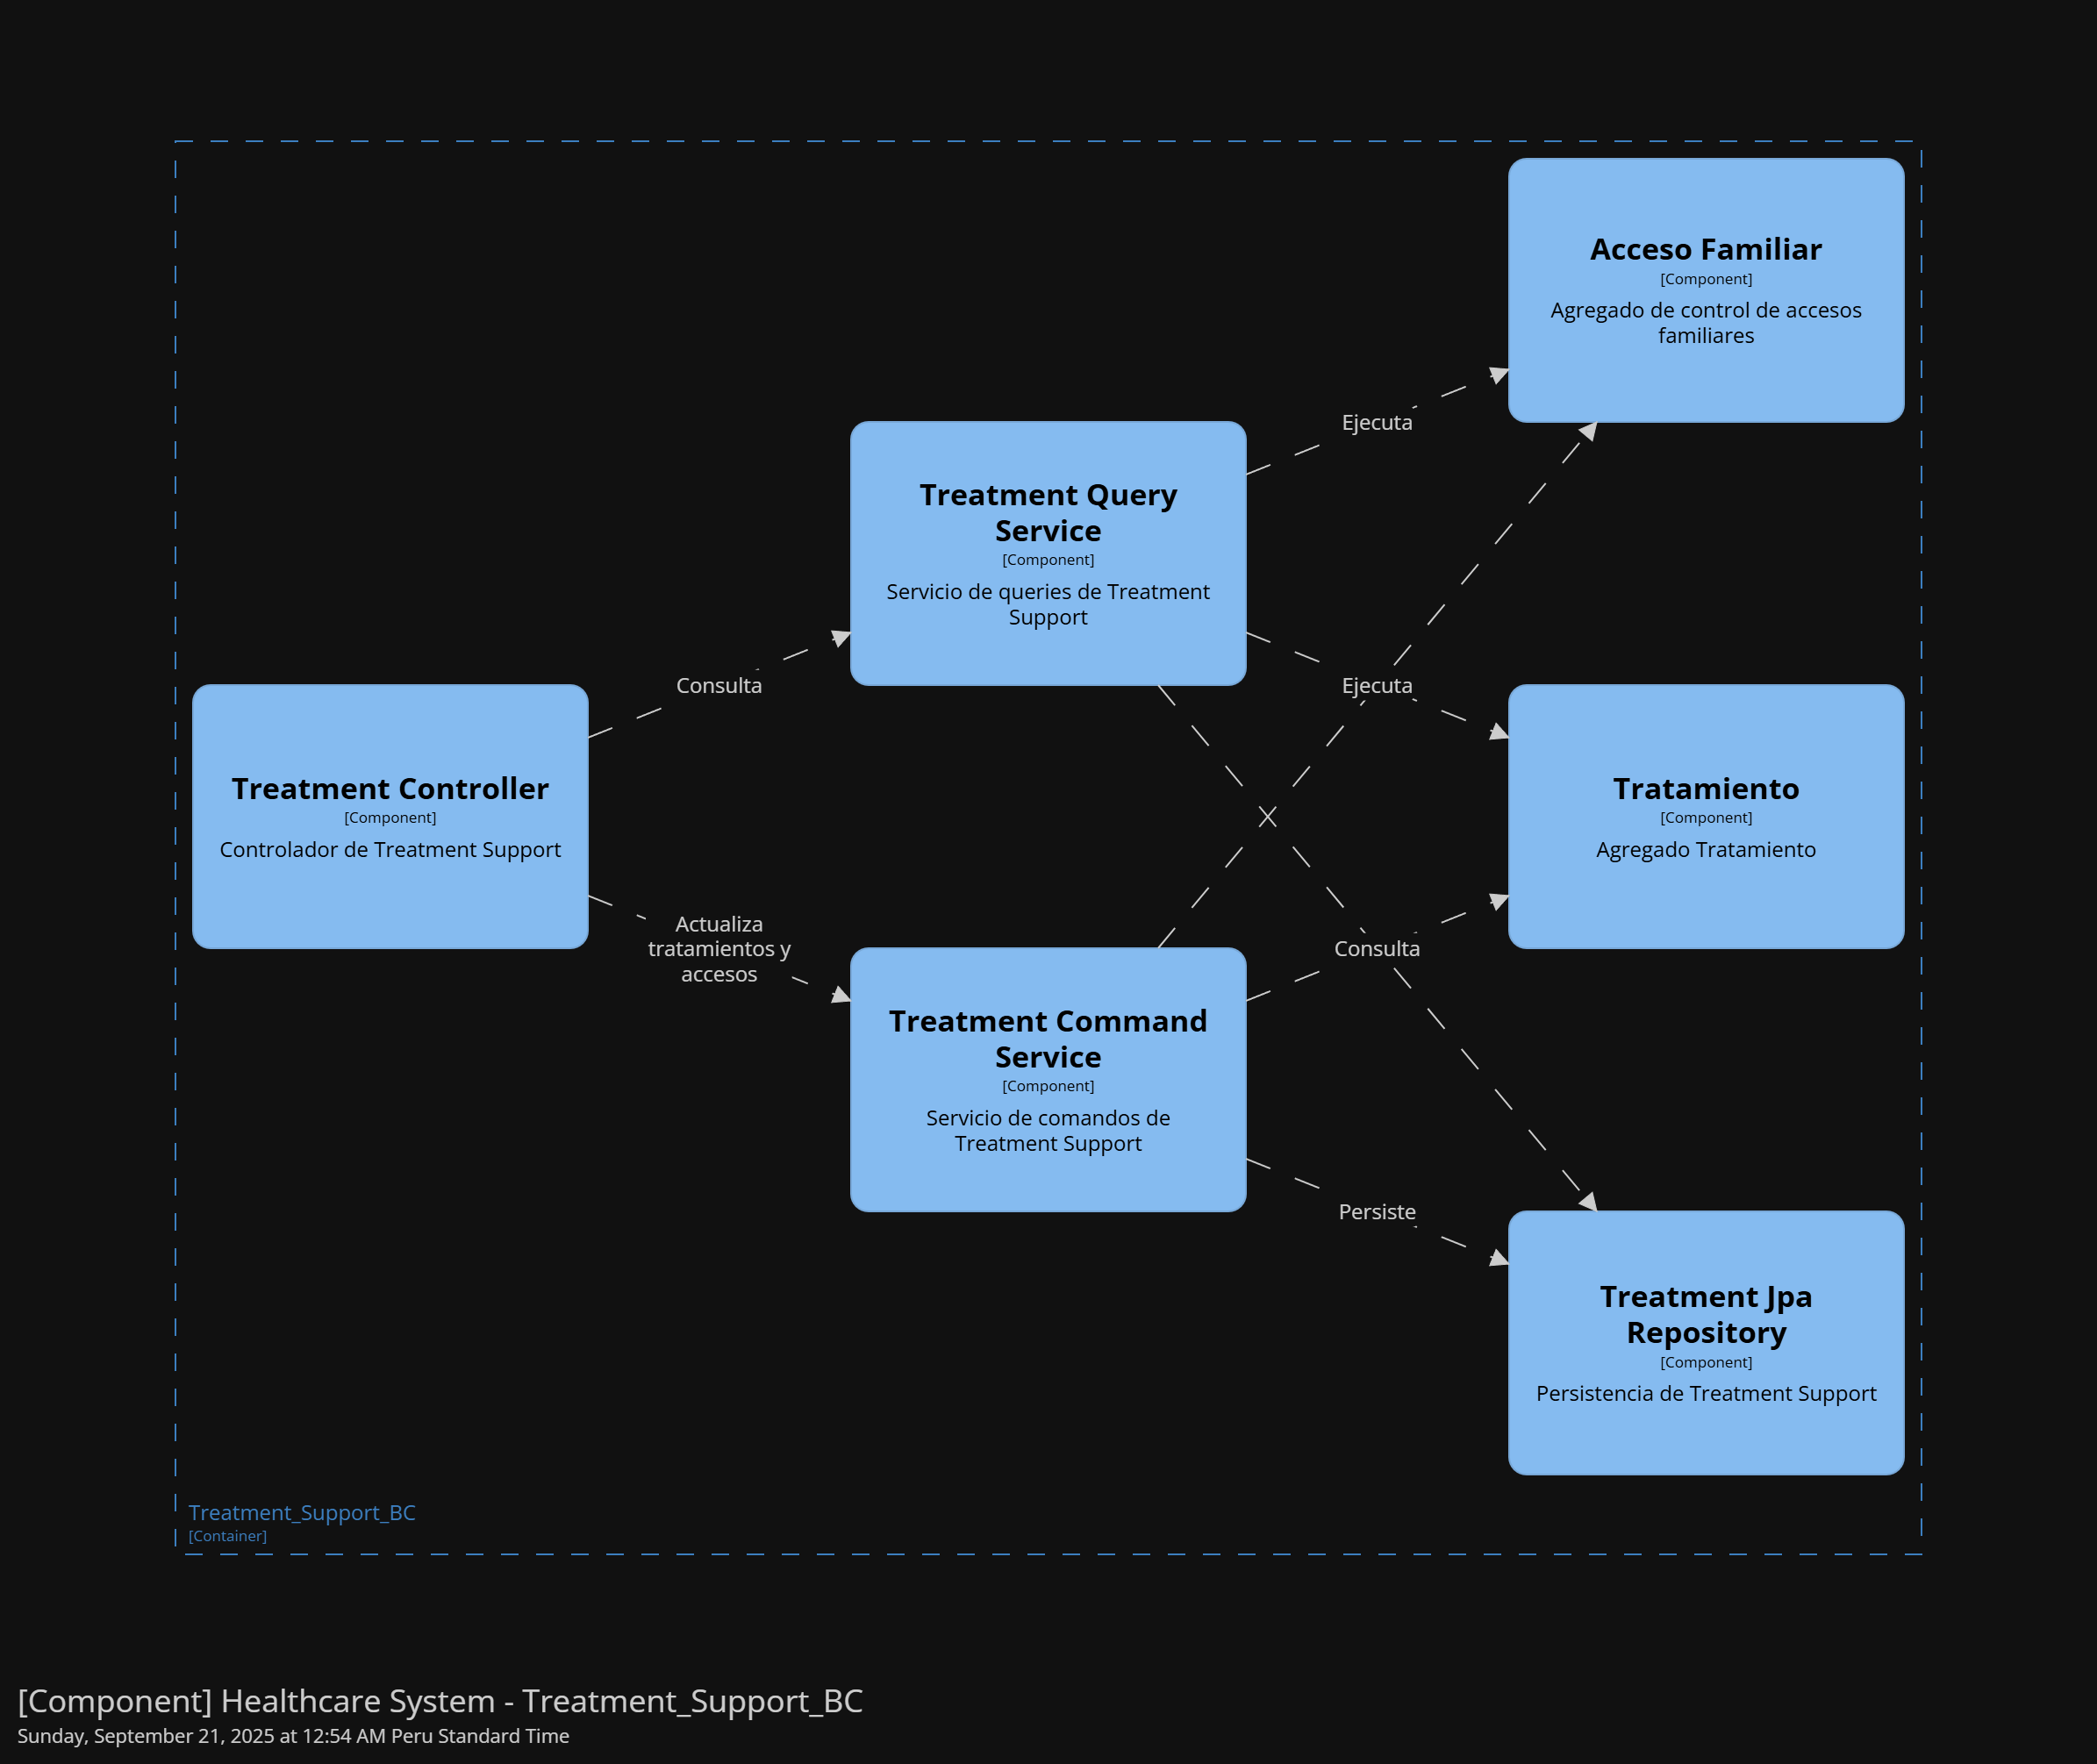 Acceso Familiar
[Component]
Agregado de control de accesos
familiares
Ejecuta
Treatment Query
Service
[Component]
Servicio de queries de Treatment
Support
Consulta
Ejecuta
Treatment Controller
[Component]
Controlador de Treatment Support
Tratamiento
[Component]
Agregado Tratamiento
Actualiza
tratamientos y
accesos
Consulta
Treatment Command
Service
[Component]
Servicio de comandos de
Treatment Support
Persiste
Treatment Jpa
Repository
[Component]
Persistencia de Treatment Support
Treatment_Support_BC
[Container]
[Component] Healthcare System - Treatment_Support_BC
Sunday, September 21, 2025 at 12:54 AM Peru Standard Time